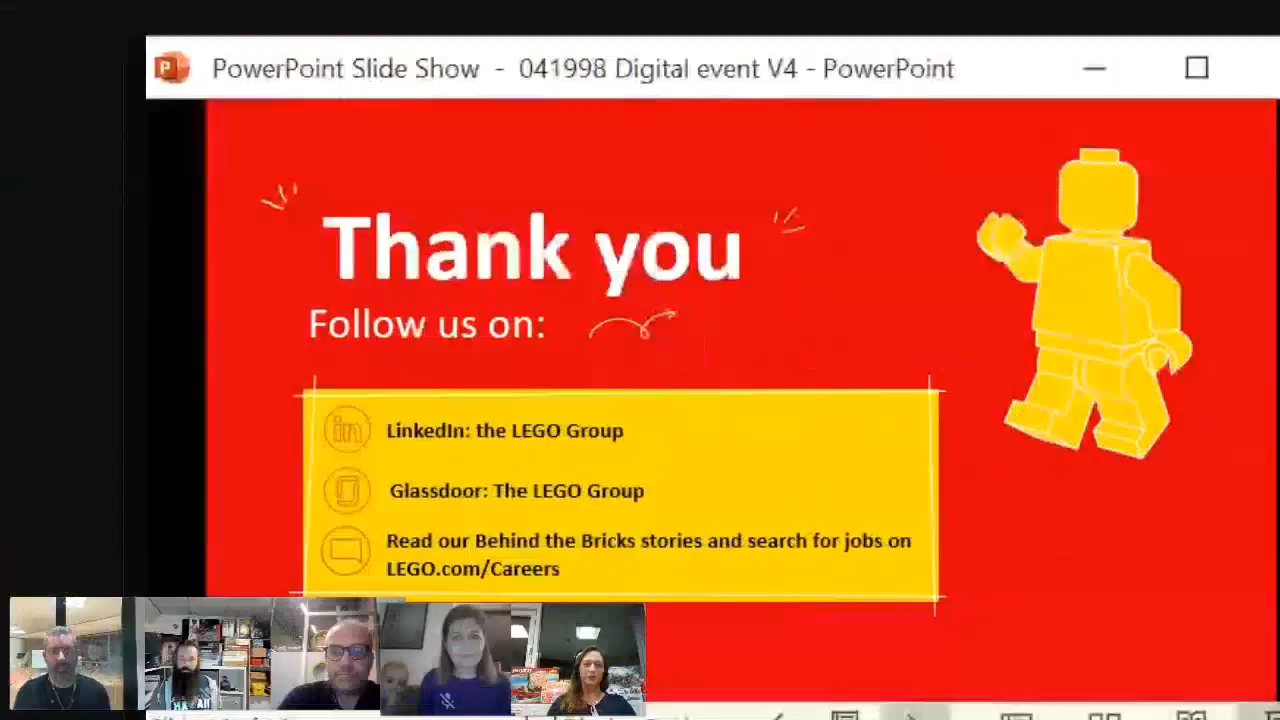 PowerPoint Slide Show - 041998 Digital event V4 - PowerPoint
Thank you
Follow us on:
in
LinkedIn: the LEGO Group
Glassdoor: The LEGO Group
Read our Behind the Bricks stories and search for jobs on
LEGO.com/Careers